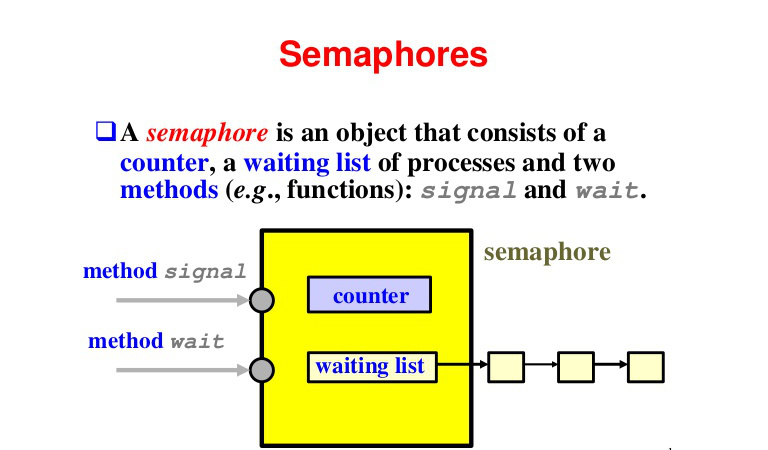 Semaphores
A semaphore is an object that consists of a
counter, a waiting list of processes and two
methods (e.g., functions): signal and wait.
semaphore
method signal
counter
method wait
waiting list